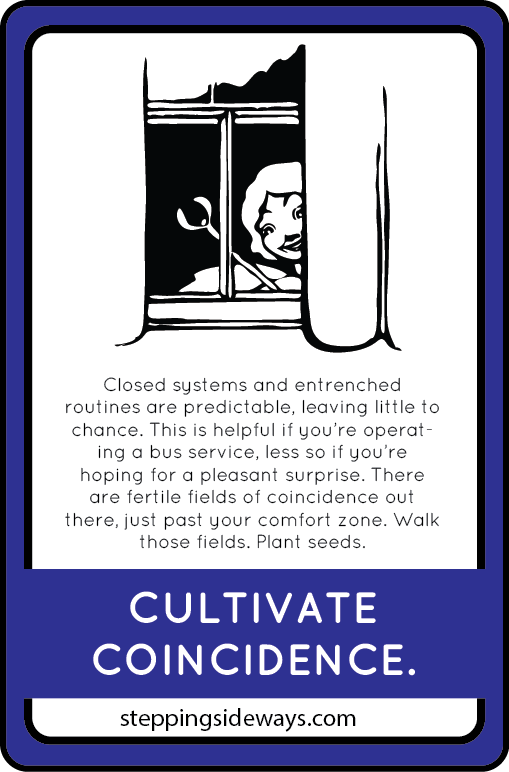 Closed systems and entrenched
routines are predictable, leaving little to
chance. This is helpful if you're operat-
ing a bus service, less so if you're
hoping for a pleasant surprise. There
are fertile fields of coincidence out
there, just past your comfort zone. Walk
those fields. Plant seeds.
CULTIVATE
COINCIDENCE.
steppingsideways.com